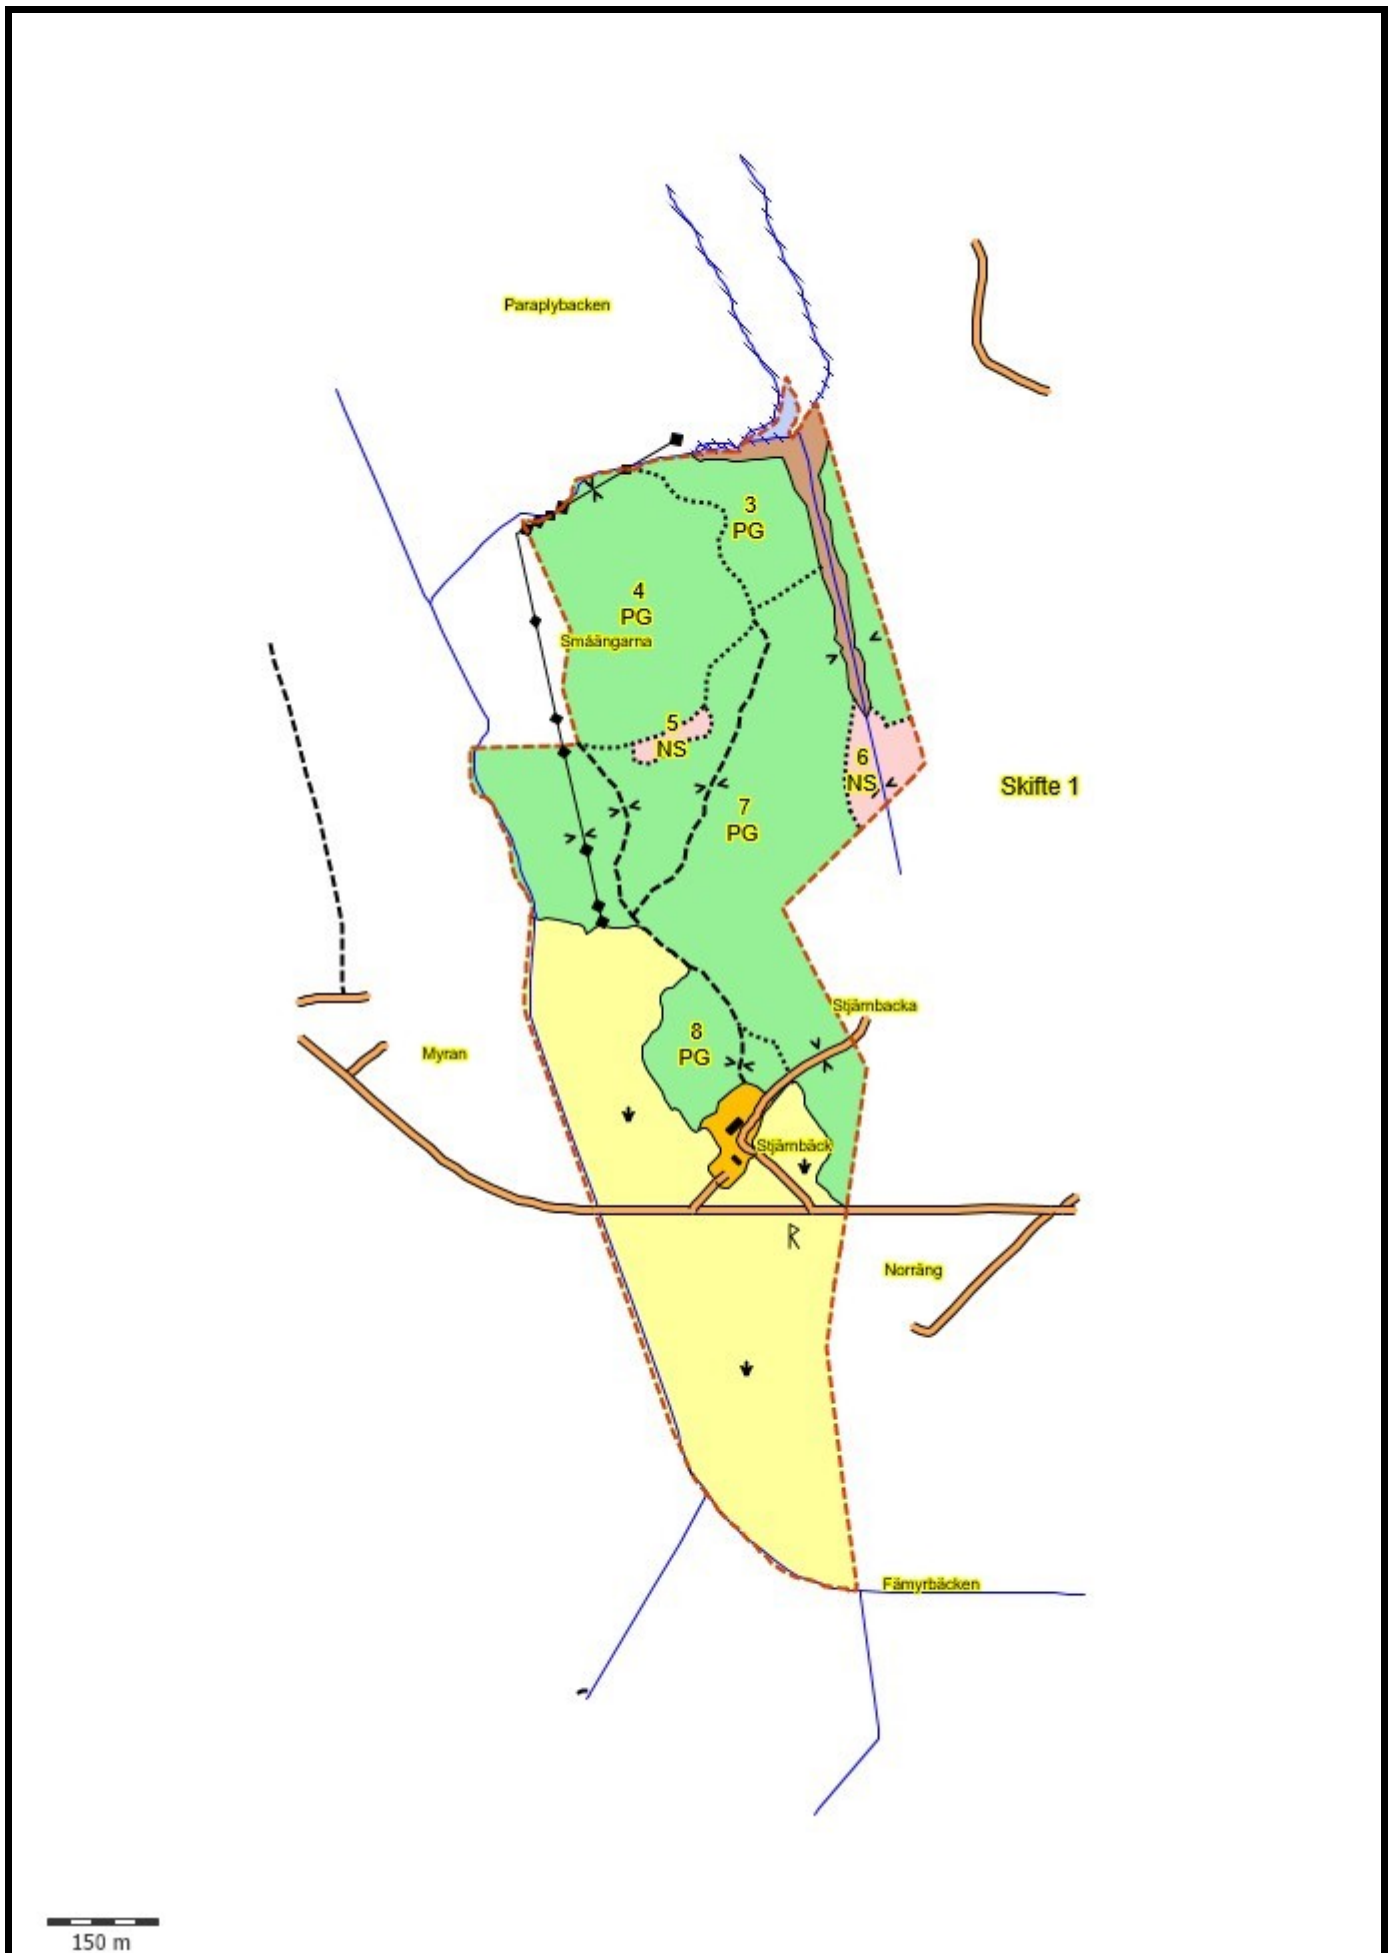 Paraplybacken
3
PG
4
PG
Småängarna
5
NS
6
NS
Skifte 1
7
PG
Stjärnbacka
8
PG
Myran
Stjärnbäck
Norräng
Fämyrbäcken
150 m